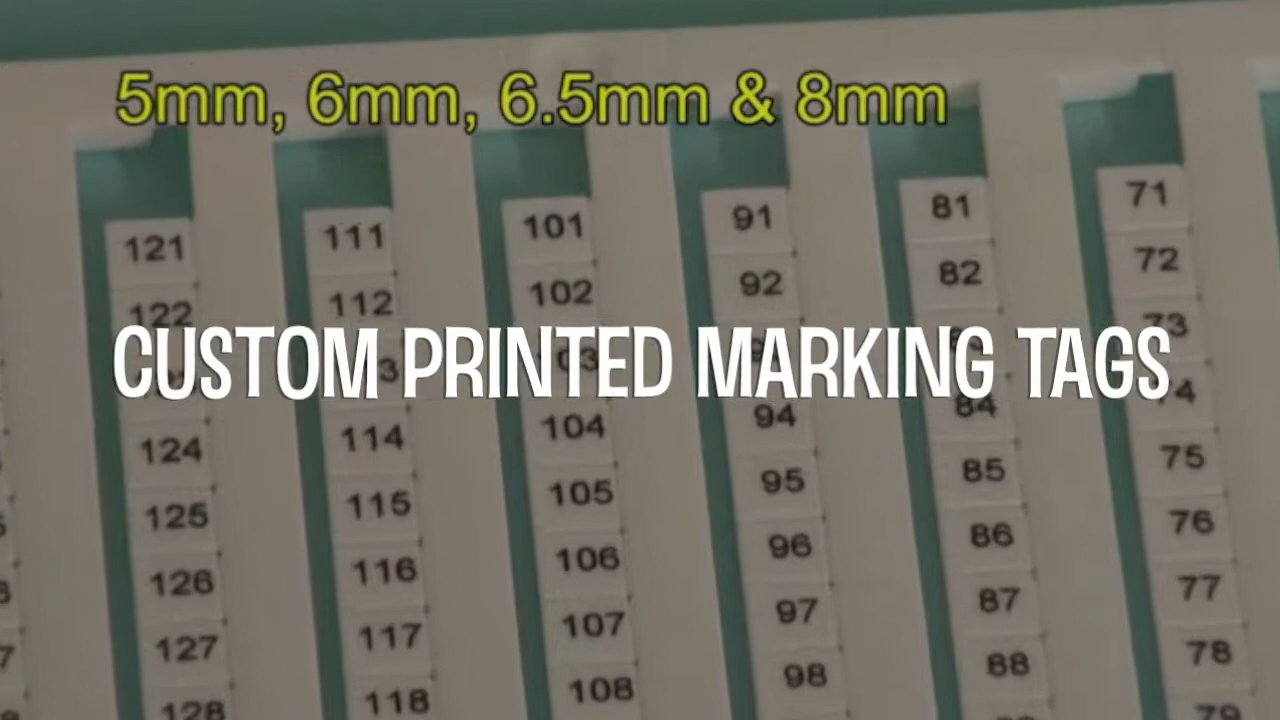 5mm, 6mm, 6.5mm & 8mm
121 111 101 91 81 71
122 112 102 92 82 72
CUSTOM PRINTED MARKING TAGS
73
84
104 94
124 114 105 95 85 75
125 115 106 96 86 76
126 116 107 97 87 77
127 117 108 98 88 78
128 118 79